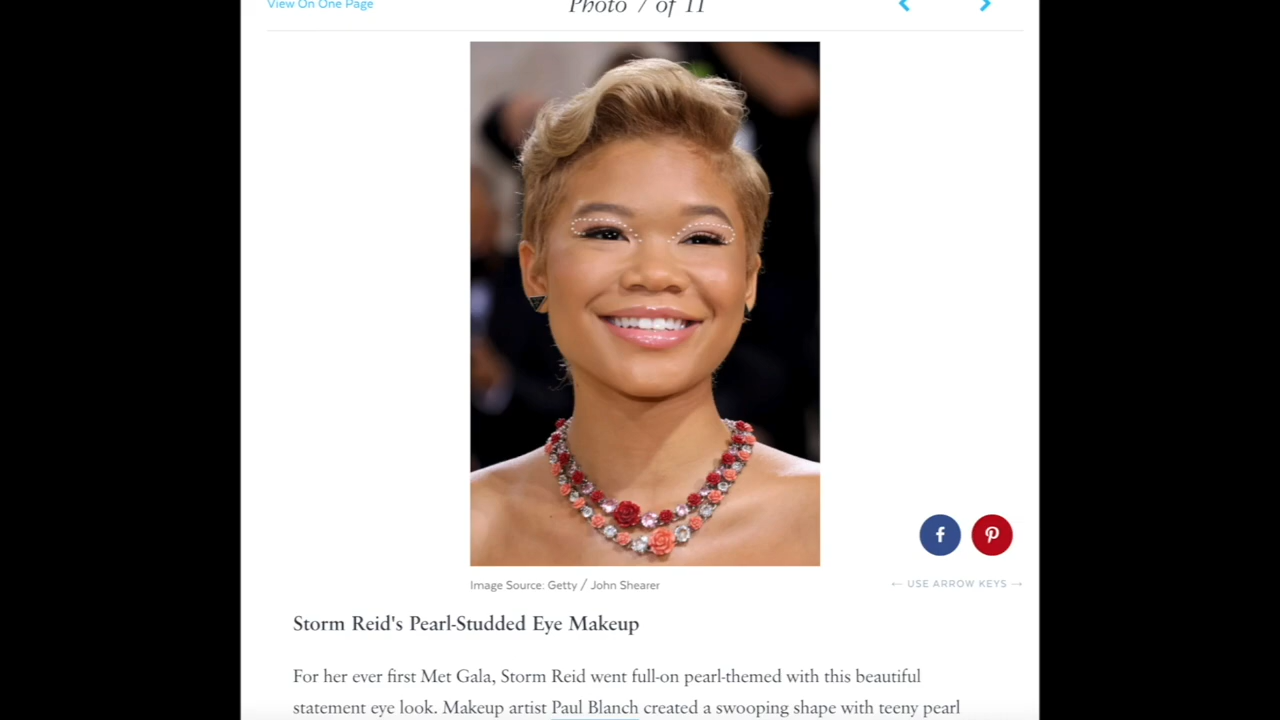 View On One Page
Photo 7 of 11
Image Source: Getty / John Shearer
← USE ARROW KEYS →
Storm Reid's Pearl-Studded Eye Makeup
For her ever first Met Gala, Storm Reid went full-on pearl-themed with this beautiful
statement eye look. Makeup artist Paul Blanch created a swooping shape with teeny pearl